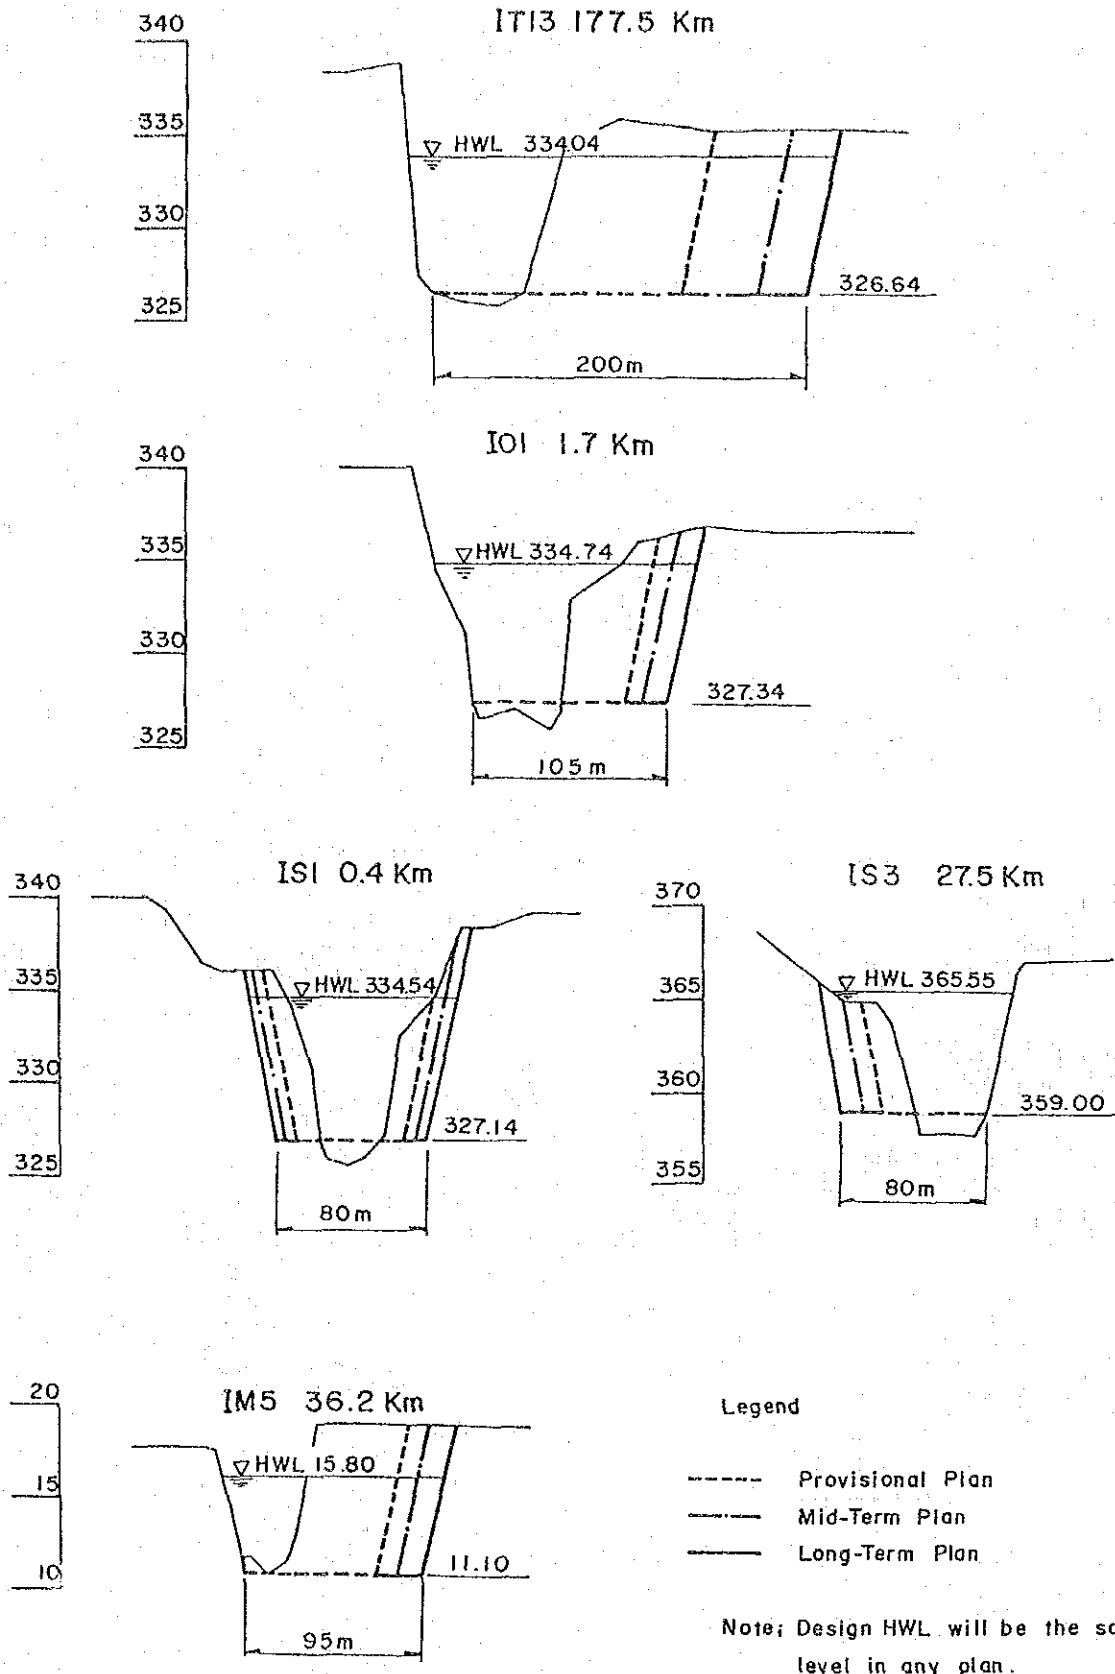 IT13 177.5 Km
340
335
330
325
HWL 334.04
326.64
200m
IO1 1.7 Km
340
335
330
325
HWL 334.74
327.34
105m
IS1 0.4 Km
340
335
330
325
HWL 334.54
327.14
80m
IS3 27.5 Km
370
365
360
355
HWL 365.55
359.00
80m
IM5 36.2 Km
20
15
10
HWL 15.80
11.10
95m
Legend
Provisional Plan
Mid-Term Plan
Long-Term Plan
Note; Design HWL will be the
level in any plan.